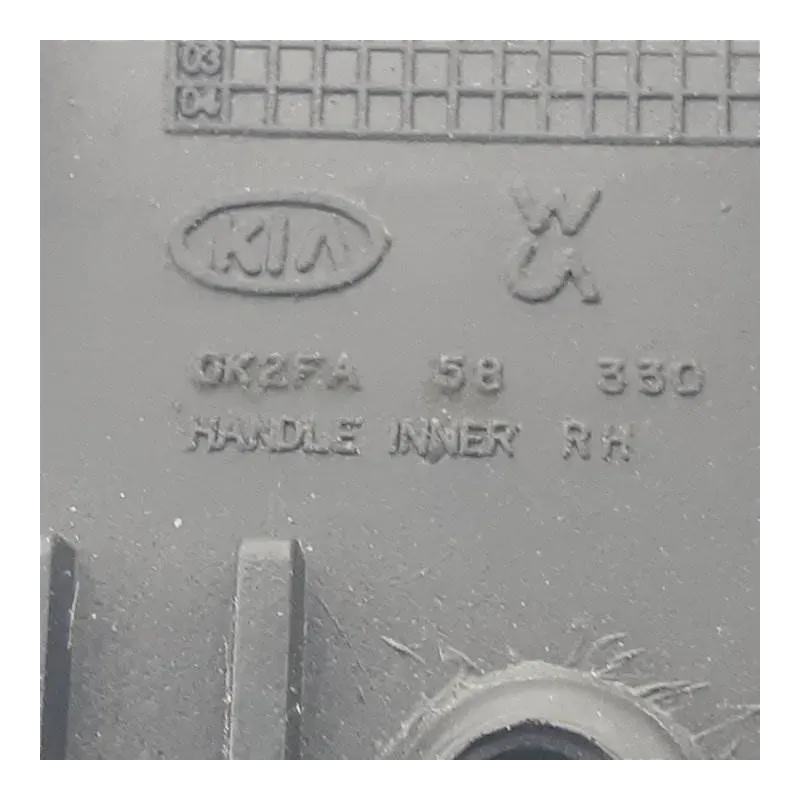 03
04
KIA
0K2FA 58 330
HANDLE INNER RH